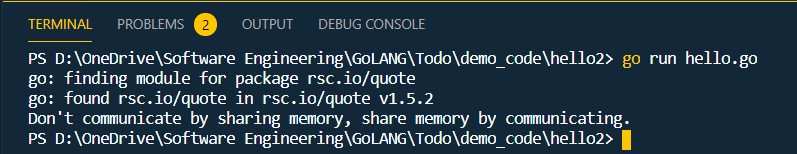 TERMINAL PROBLEMS 2 OUTPUT DEBUG CONSOLE
PS D:\OneDrive\Software Engineering\GoLANG\Todo\demo_code\hello2> go run hello.go
go: finding module for package rsc.io/quote
go: found rsc.io/quote in rsc.io/quote v1.5.2
Don't communicate by sharing memory, share memory by communicating.
PS D:\OneDrive\Software Engineering\GoLANG\Todo\demo_code\hello2>